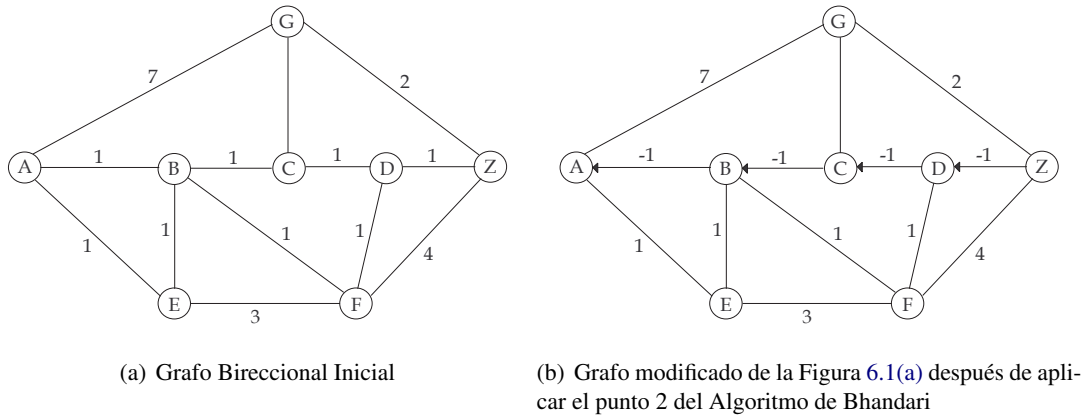 G
7
2
A
1
B
1
C
1
D
1
Z
1
1
1
1
4
E
3
F
(a) Grafo Bireccional Inicial
G
7
2
A
-1
B
-1
C
-1
D
-1
Z
1
1
1
1
4
E
3
F
(b) Grafo modificado de la Figura 6.1(a) después de apli-
car el punto 2 del Algoritmo de Bhandari